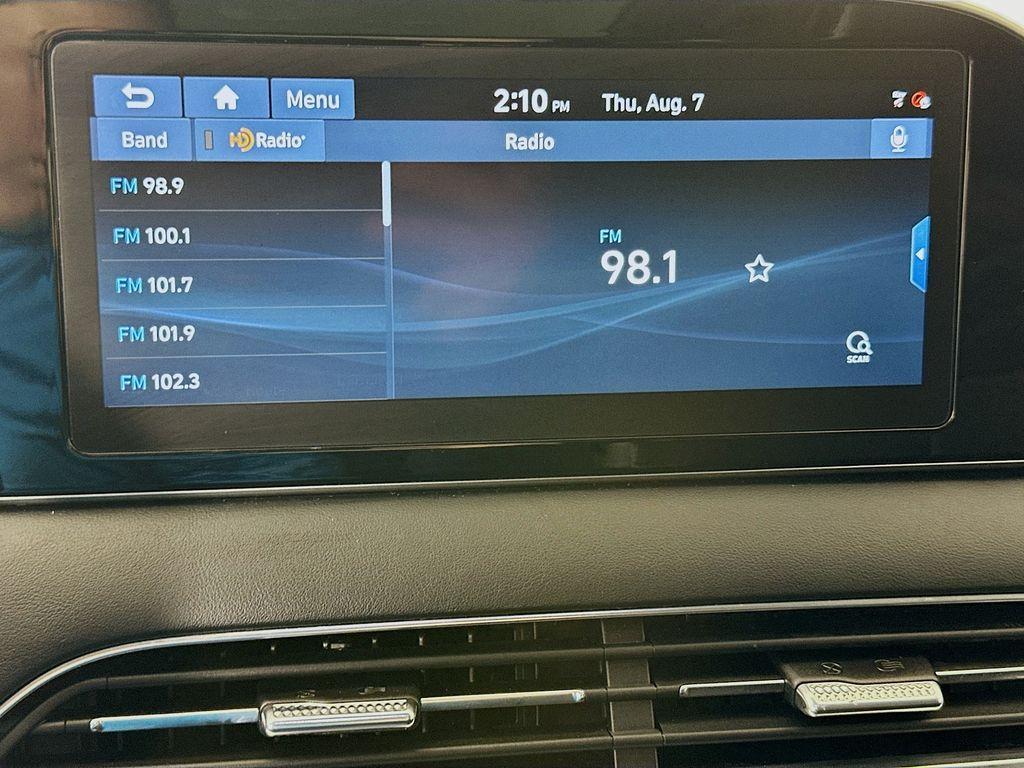 Menu
2:10 PM
Thu, Aug. 7
Band
HD Radio
Radio
FM 98.9
FM 100.1
FM 101.7
FM 101.9
FM 102.3
FM
98.1
SCAN